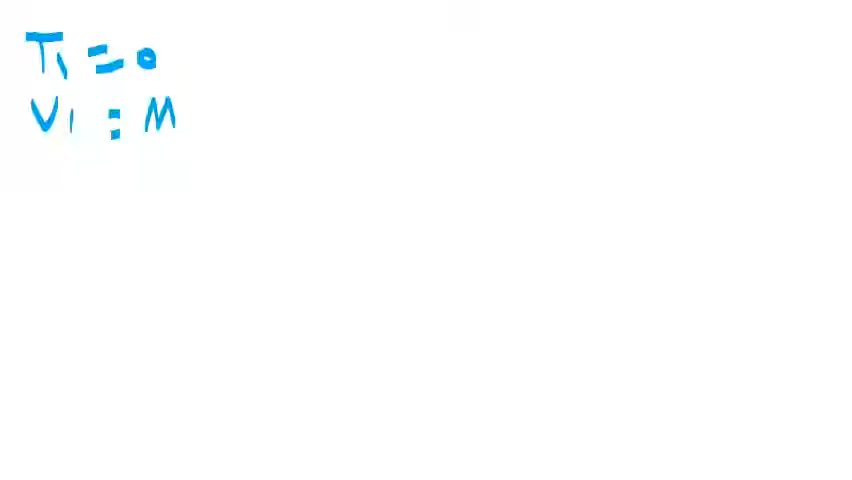 T1 = 0
V1 = M